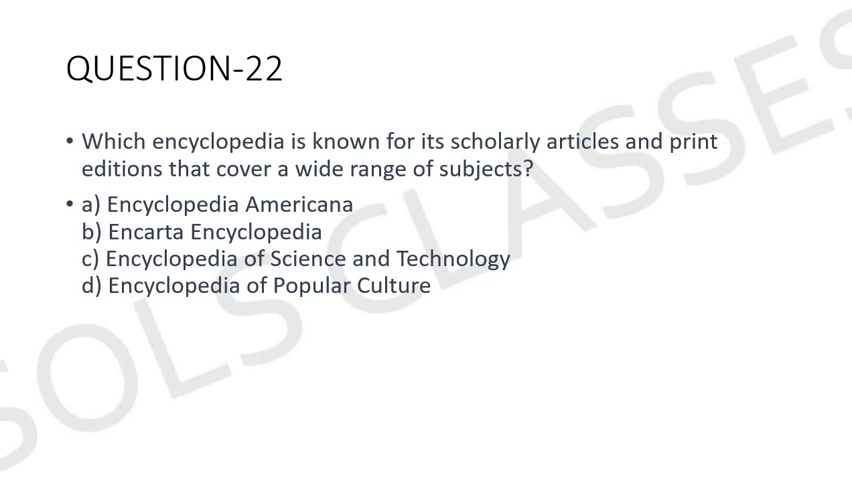 QUESTION-22
• Which encyclopedia is known for its scholarly articles and print
editions that cover a wide range of subjects?
• a) Encyclopedia Americana
b) Encarta Encyclopedia
c) Encyclopedia of Science and Technology
d) Encyclopedia of Popular Culture
SOLS CLASSES